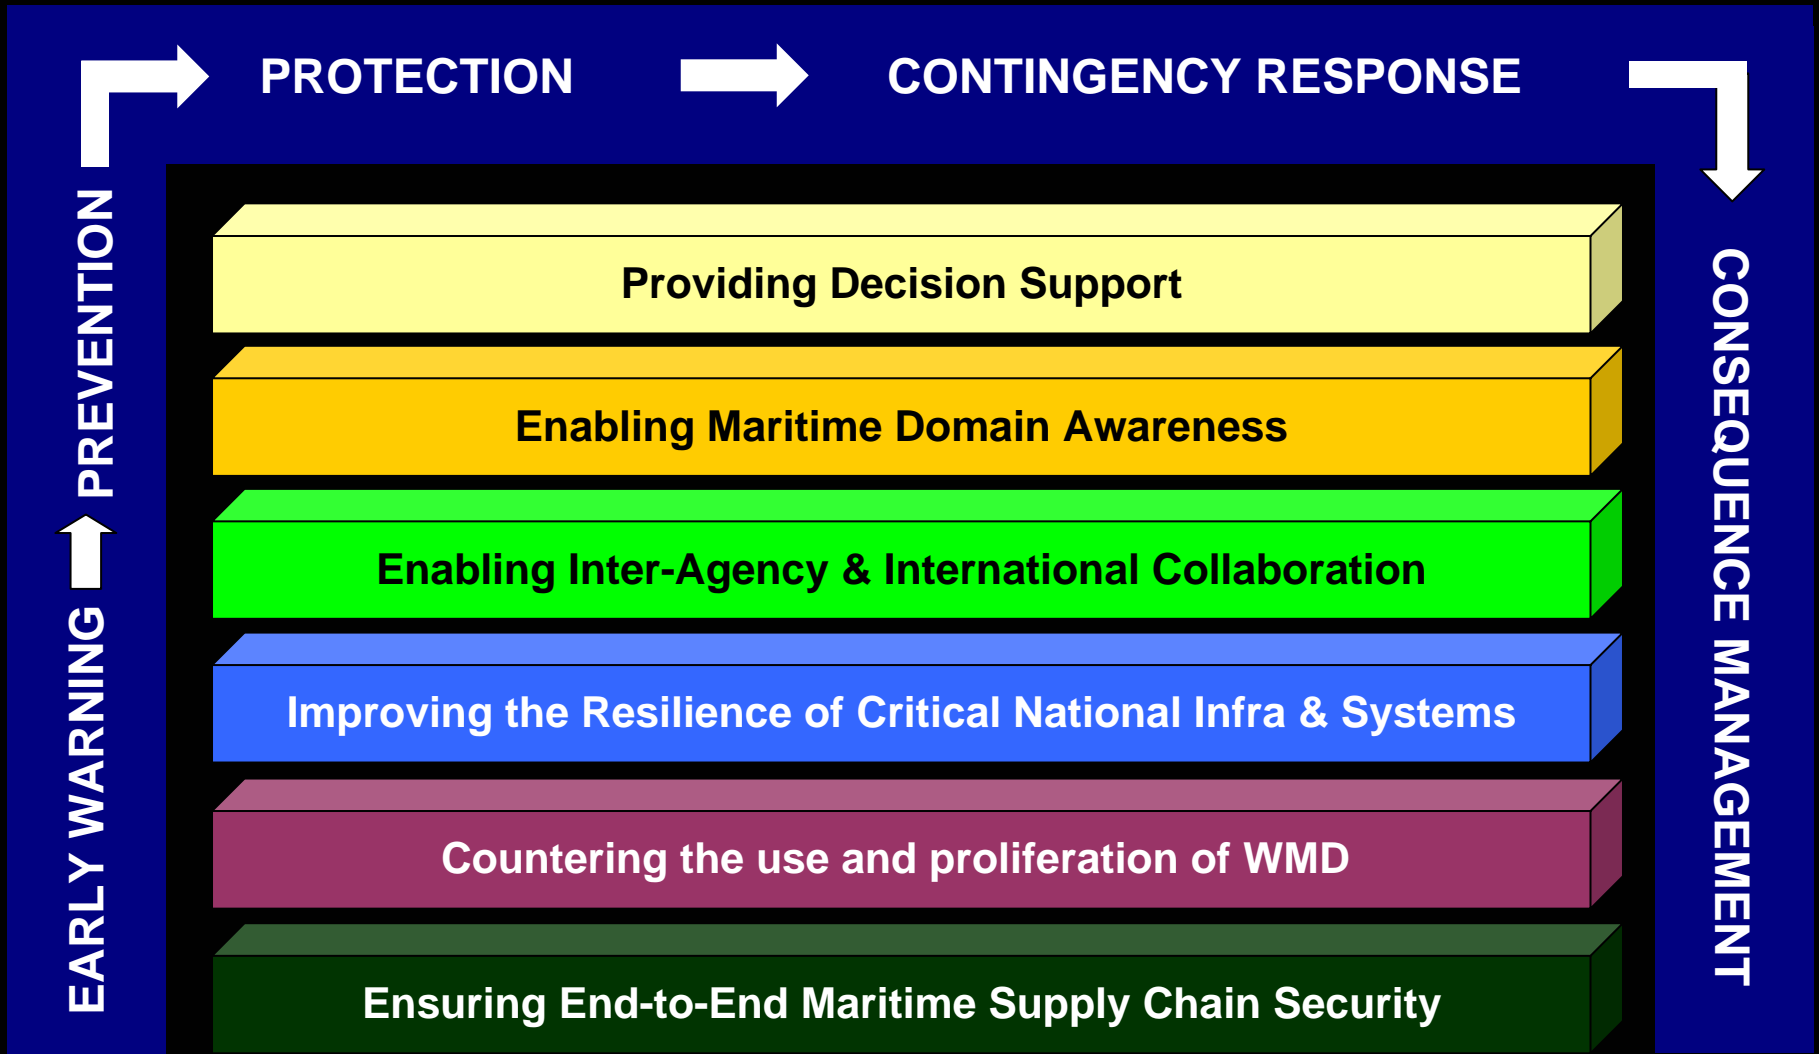 EARLY WARNING
PREVENTION
PROTECTION
CONTINGENCY RESPONSE
CONSEQUENCE MANAGEMENT
Providing Decision Support
Enabling Maritime Domain Awareness
Enabling Inter-Agency & International Collaboration
Improving the Resilience of Critical National Infra & Systems
Countering the use and proliferation of WMD
Ensuring End-to-End Maritime Supply Chain Security